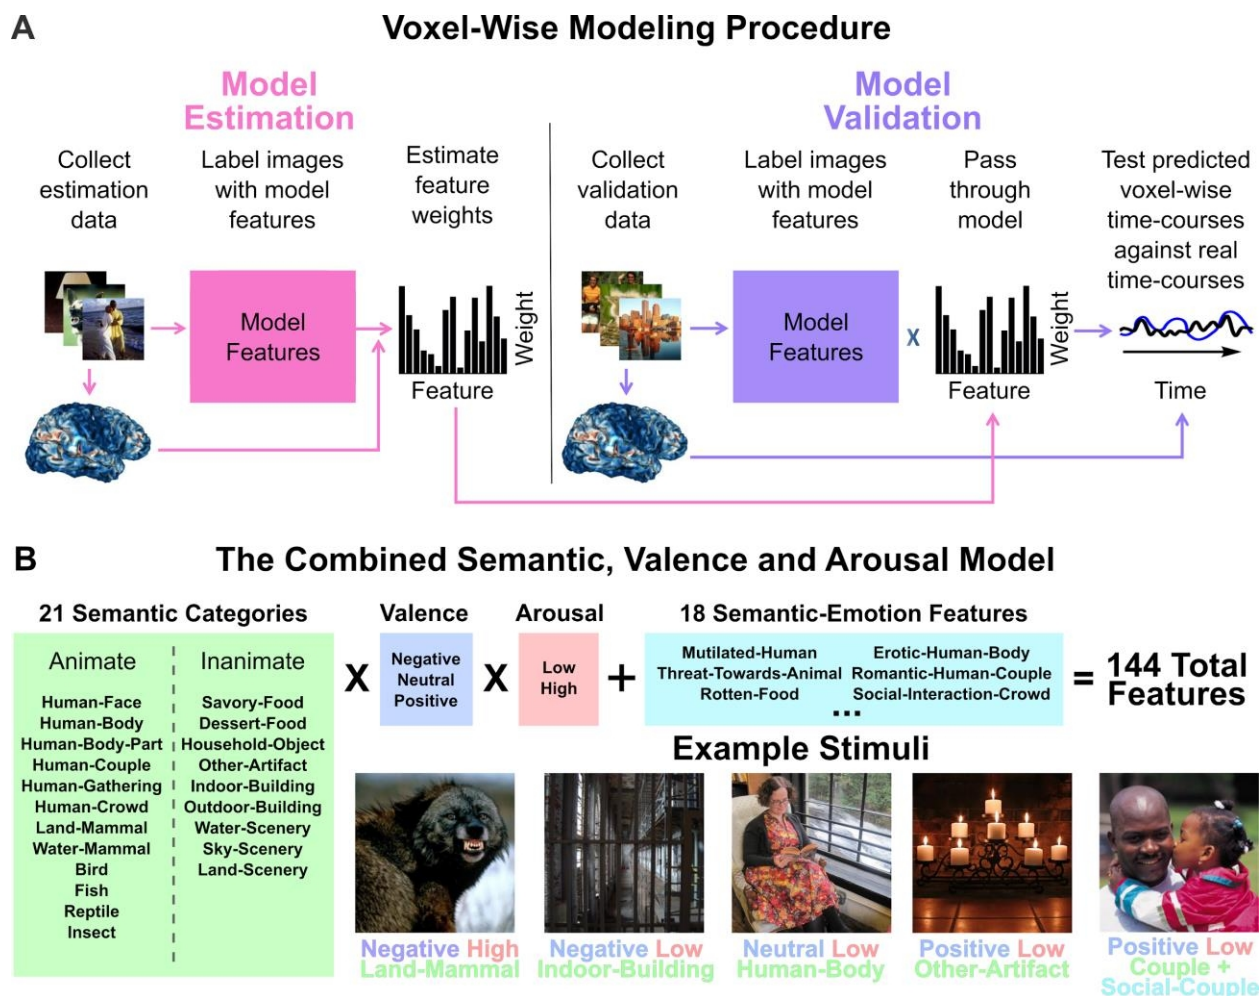 A
Voxel-Wise Modeling Procedure
Model
Estimation
Collect
estimation
data
Label images
with model
features
Estimate
feature
weights
Model
Features
Weight
Feature
Model
Validation
Collect
validation
data
Label images
with model
features
Pass
through
model
Test predicted
voxel-wise
time-courses
against real
time-courses
Model
Features
X
Weight
Feature
Time
B
The Combined Semantic, Valence and Arousal Model
21 Semantic Categories
Animate
Human-Face
Human-Body
Human-Body-Part
Human-Couple
Human-Gathering
Human-Crowd
Land-Mammal
Water-Mammal
Bird
Fish
Reptile
Insect
Inanimate
Savory-Food
Dessert-Food
Household-Object
Other-Artifact
Indoor-Building
Outdoor-Building
Water-Scenery
Sky-Scenery
Land-Scenery
X
Valence
Negative
Neutral
Positive
X
Arousal
Low
High
+
18 Semantic-Emotion Features
Mutilated-Human Erotic-Human-Body
Threat-Towards-Animal Romantic-Human-Couple
Rotten-Food Social-Interaction-Crowd
...
= 144 Total
Features
Example Stimuli
Negative High
Land-Mammal
Negative Low
Indoor-Building
Neutral Low
Human-Body
Positive Low
Other-Artifact
Positive Low
Couple +
Social-Couple